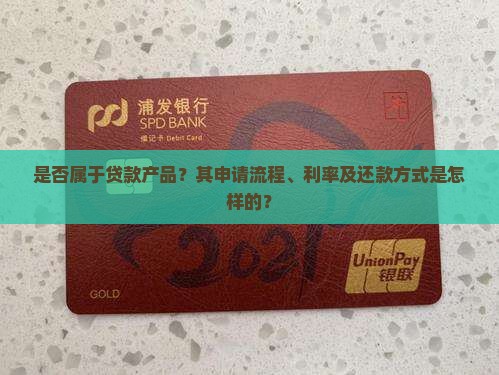 浦发银行
SPD BANK
借记卡 Debit Card
牛
是否属于贷款产品？其申请流程、利率及还款方式是怎
样的？
2021
UnionPay
银联
GOLD